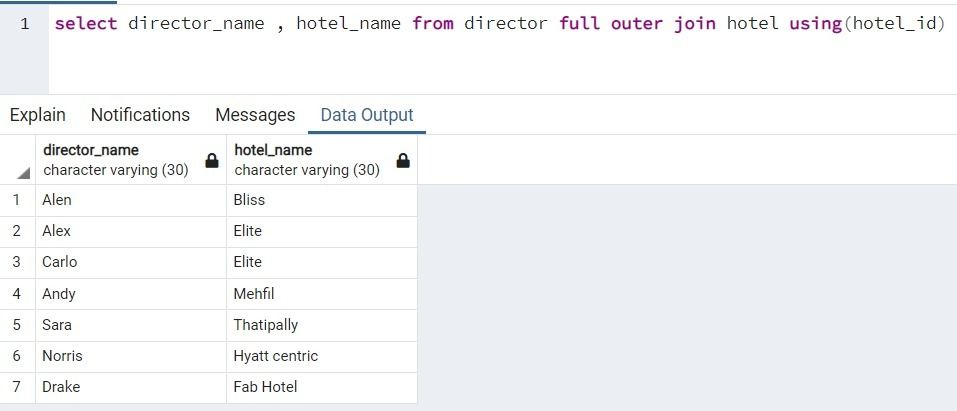 1 select director_name , hotel_name from director full outer join hotel using(hotel_id)
Explain Notifications Messages Data Output
director_name hotel_name
character varying (30) character varying (30)
1 Alen Bliss
2 Alex Elite
3 Carlo Elite
4 Andy Mehfil
5 Sara Thatipally
6 Norris Hyatt centric
7 Drake Fab Hotel